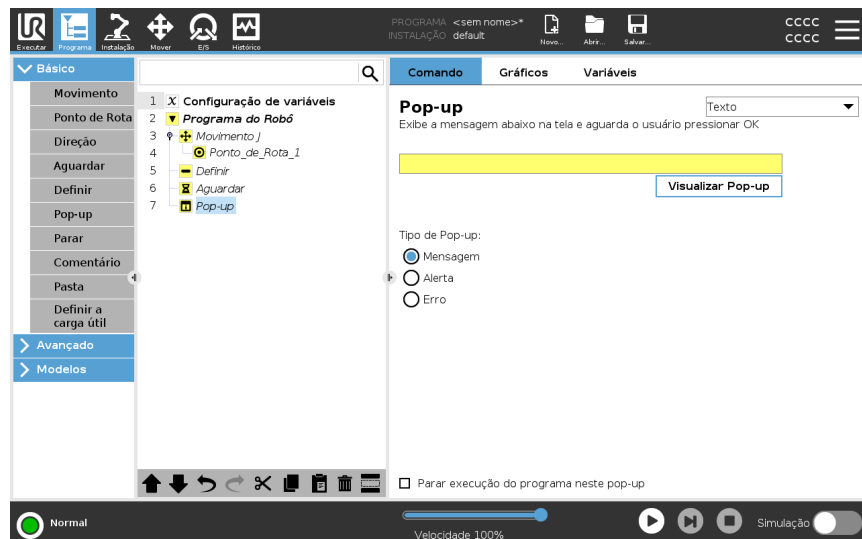 UR
PROGRAMA <sem nome>*
INSTALAÇÃO default
cccc
cccc
Executar Programa Instalação Mover E/S Histórico Novo... Abrir... Salvar...
Básico
Movimento
Ponto de Rota
Direção
Aguardar
Definir
Pop-up
Parar
Comentário
Pasta
Definir a
carga útil
Avançado
Modelos
1 x Configuração de variáveis
2 Programa do Robô
3 Movimento J
4 Ponto_de_Rota_1
5 Definir
6 Aguardar
7 Pop-up
Comando Gráficos Variáveis
Pop-up
Texto
Exibe a mensagem abaixo na tela e aguarda o usuário pressionar OK
Visualizar Pop-up
Tipo de Pop-up:
Mensagem
Alerta
Erro
Parar execução do programa neste pop-up
Normal
Velocidade 100%
Simulação